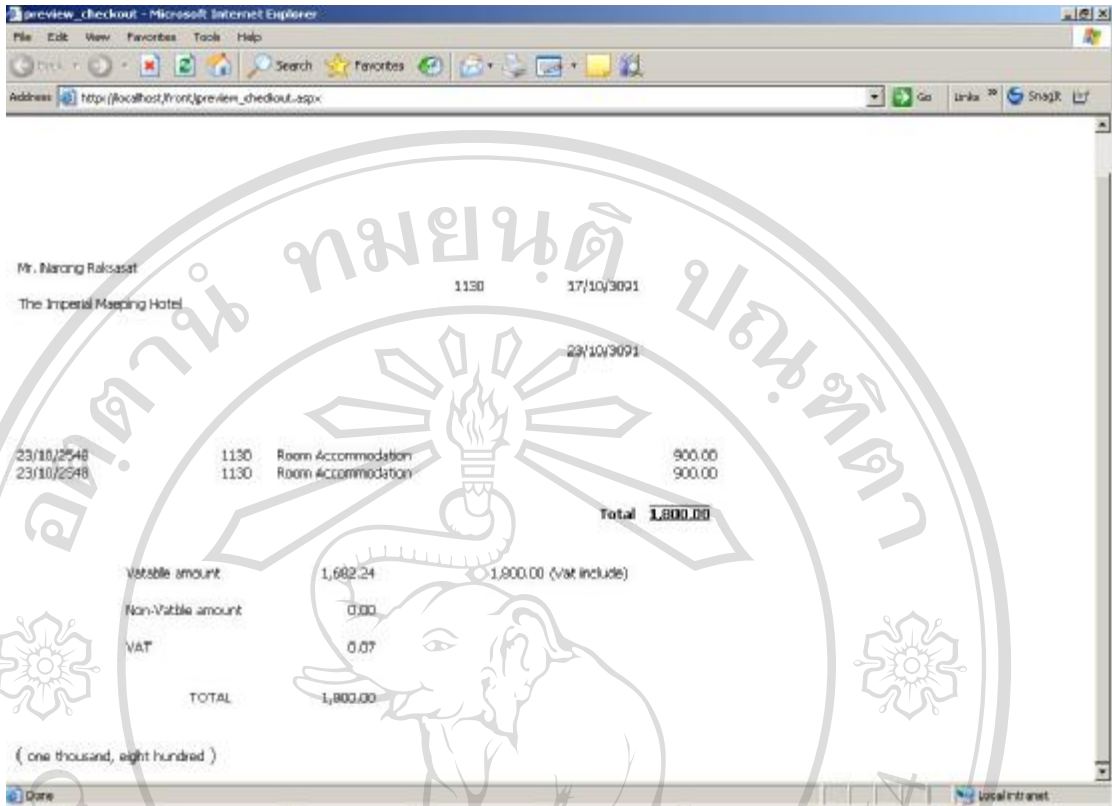 preview_checkout - Microsoft Internet Explorer
File Edit View Favorites Tools Help
Back Search Favorites
Address http://localhost/front/preview_checkout.aspx Go Links » SnagIt
Mr. Narong Raksasat
1130 17/10/3091
The Imperial Maeping Hotel
23/10/3091
23/10/2548 1130 Room Accommodation 900.00
23/10/2548 1130 Room Accommodation 900.00
Total 1,800.00
Vatable amount 1,682.24 1,800.00 (Vat include)
Non-Vatble amount 0.00
VAT 0.07
TOTAL 1,800.00
( one thousand, eight hundred )
Done Local intranet